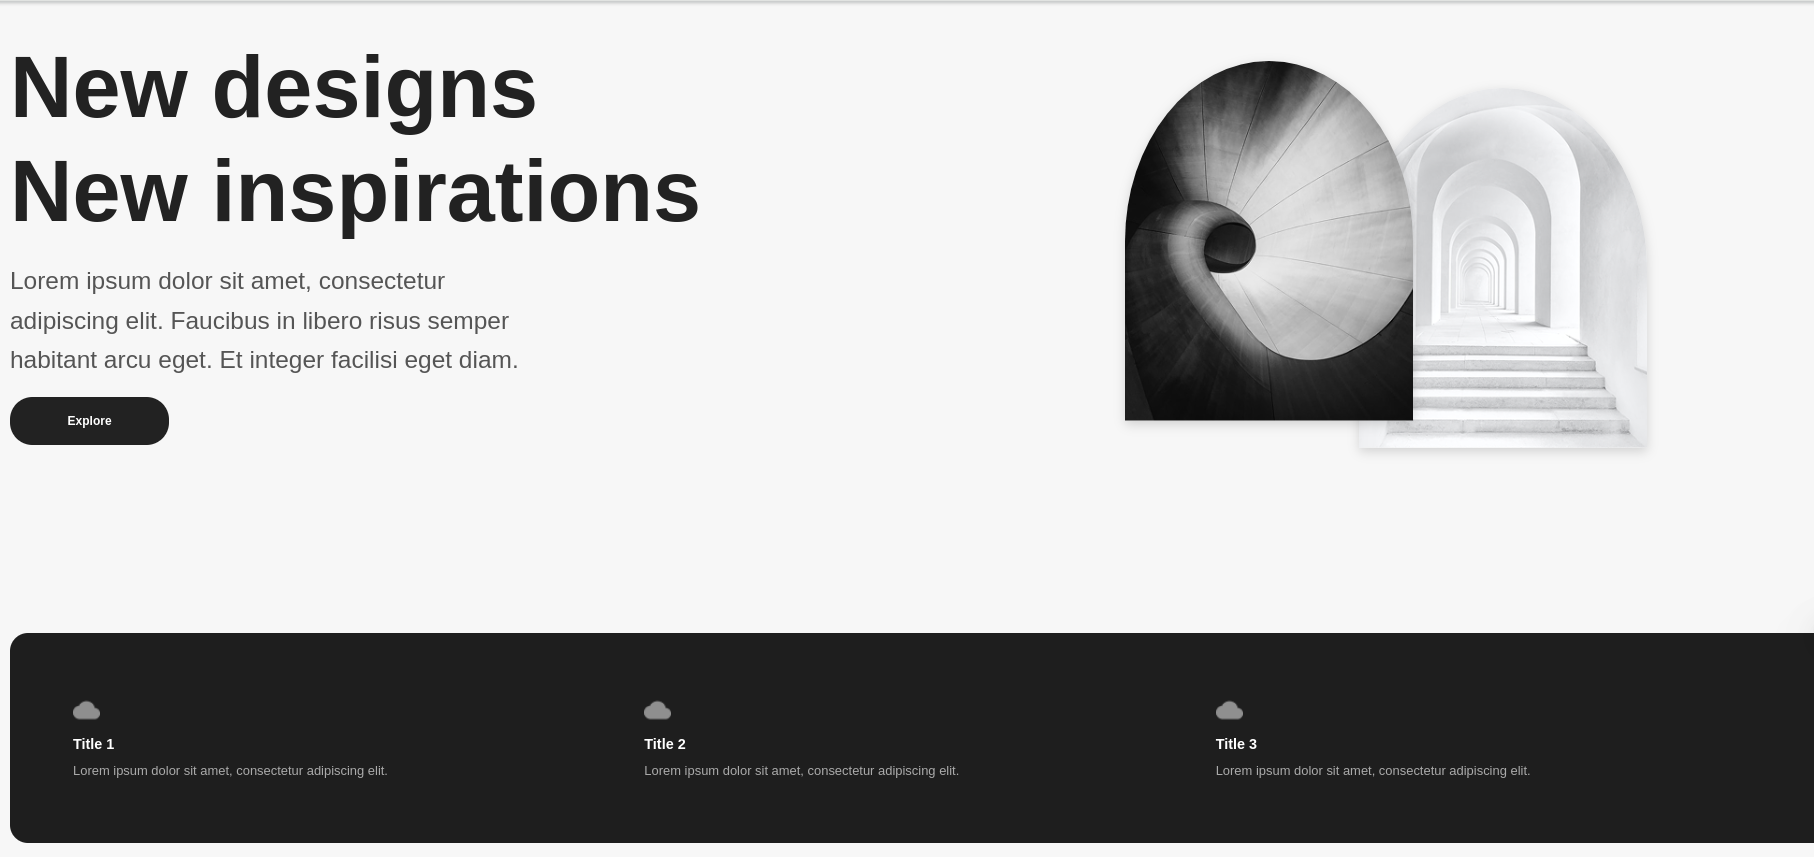 New designs
New inspirations
Lorem ipsum dolor sit amet, consectetur
adipiscing elit. Faucibus in libero risus semper
habitant arcu eget. Et integer facilisi eget diam.
Explore
Title 1
Lorem ipsum dolor sit amet, consectetur adipiscing elit.
Title 2
Lorem ipsum dolor sit amet, consectetur adipiscing elit.
Title 3
Lorem ipsum dolor sit amet, consectetur adipiscing elit.